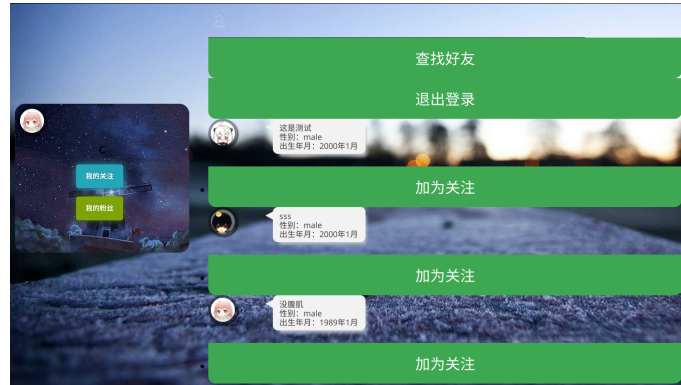 查找好友
退出登录
C
我的关注
我的粉丝
这是测试
性别：male
出生年月：2000年1月
加为关注
sss
性别：male
出生年月：2000年1月
加为关注
没腹肌
性别：male
出生年月：1989年1月
加为关注